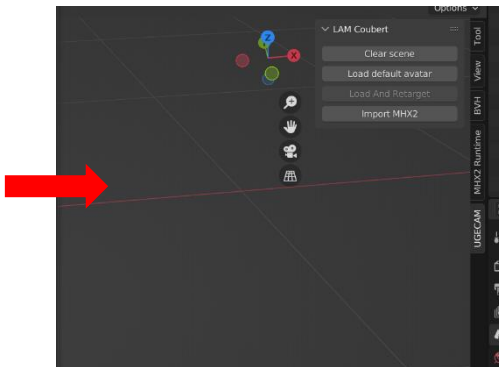 Options
LAM Coubert
Clear scene
Load default avatar
Load And Retarget
Import MHX2
Z
X
Tool
View
BVH
MHX2 Runtime
UGECAM